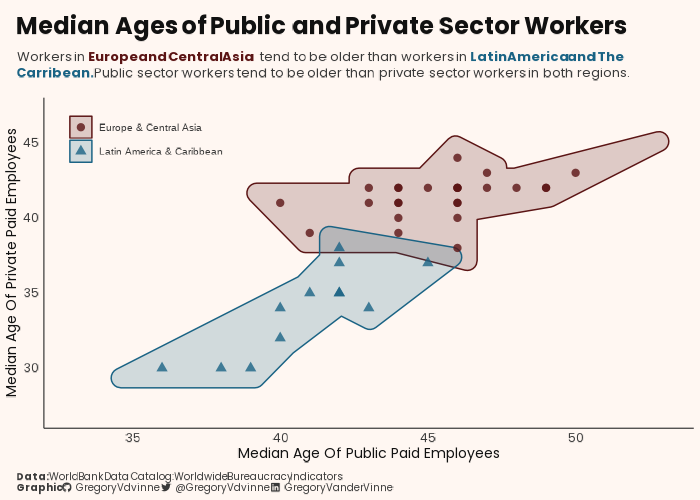 Median Ages of Public and Private Sector Workers
Workers in Europe and Central Asia tend to be older than workers in Latin America and The
Carribean. Public sector workers tend to be older than private sector workers in both regions.
Europe & Central Asia
Latin America & Caribbean
Median Age Of Private Paid Employees
45
40
35
30
35 40 45 50
Median Age Of Public Paid Employees
Data: World Bank Data Catalog: Worldwide Bureaucracy Indicators
Graphic: GregoryVdvinne @GregoryVdvinne GregoryVanderVinne